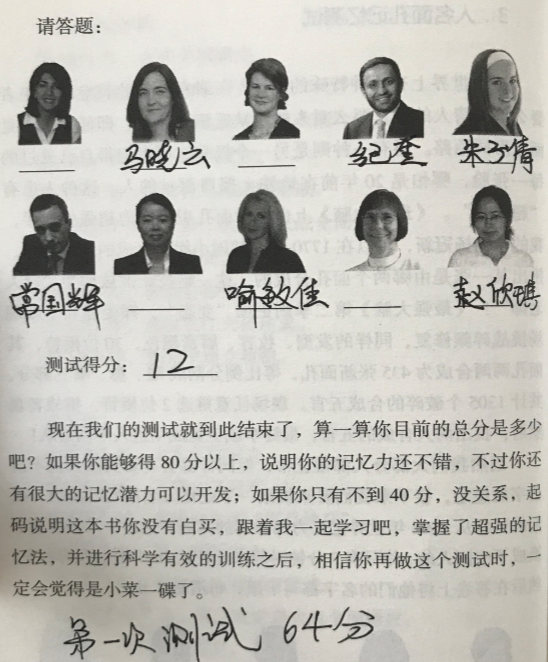 请答题：
马晓云 纪奎 朱子倩
常国辉 喻敏佳 赵欣琪
测试得分： 12
现在我们的测试就到此结束了，算一算你目前的总分是多少
吧？如果你能够得 80 分以上，说明你的记忆力还不错，不过你还
有很大的记忆潜力可以开发；如果你只有不到 40 分，没关系，起
码说明这本书你没有白买，跟着我一起学习吧，掌握了超强的记
忆法，并进行科学有效的训练之后，相信你再做这个测试时，一
定会觉得是小菜一碟了。
第一次测试 64分